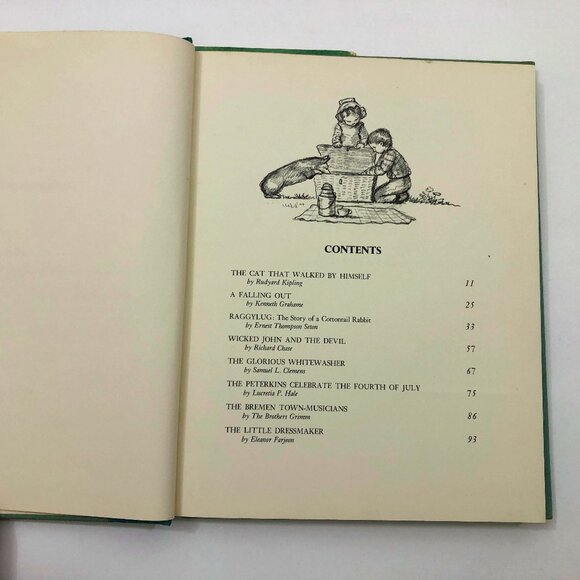 CONTENTS
THE CAT THAT WALKED BY HIMSELF 11
by Rudyard Kipling
A FALLING OUT 25
by Kenneth Grahame
RAGGYLUG: The Story of a Cottontail Rabbit 33
by Ernest Thompson Seton
WICKED JOHN AND THE DEVIL 57
by Richard Chase
THE GLORIOUS WHITEWASHER 67
by Samuel L. Clemens
THE PETERKINS CELEBRATE THE FOURTH OF JULY 75
by Lucretia P. Hale
THE BREMEN TOWN-MUSICIANS 86
by The Brothers Grimm
THE LITTLE DRESSMAKER 93
by Eleanor Farjeon